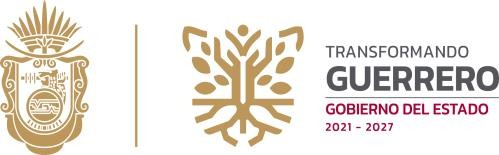 TRANSFORMANDO
GUERRERO
GOBIERNO DEL ESTADO
2021 - 2027